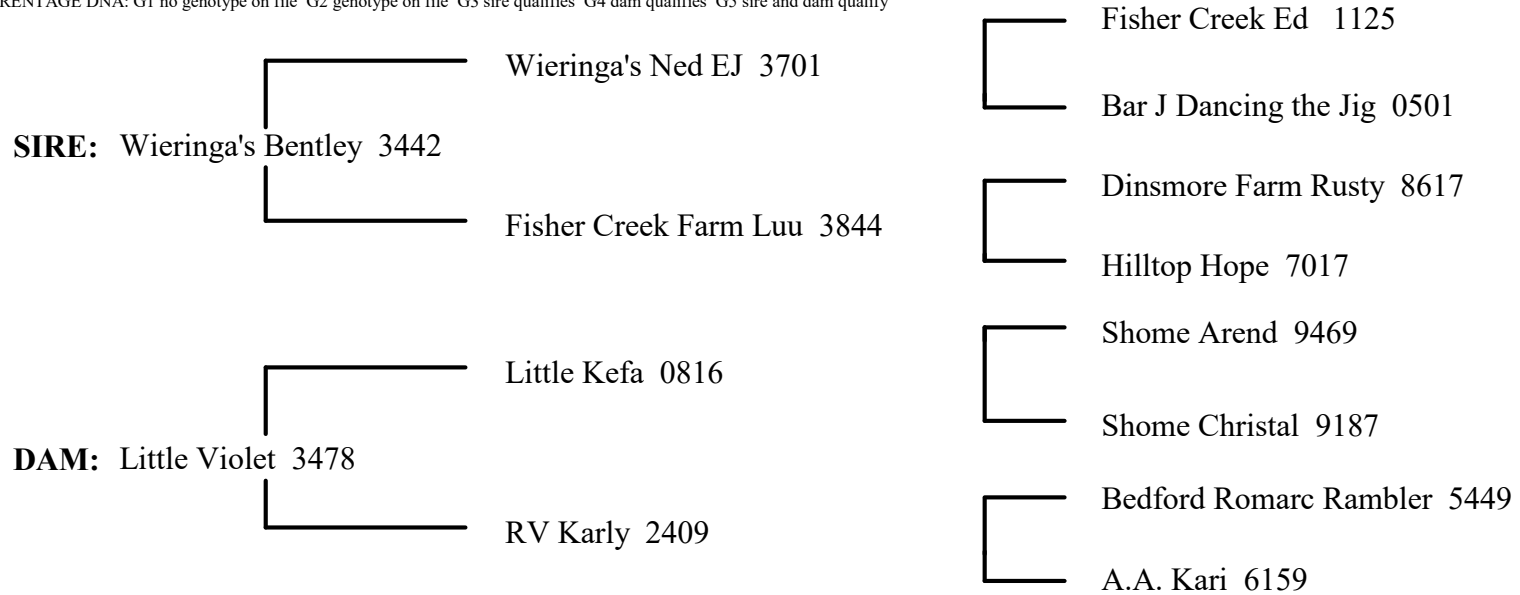 RENTAGE DNA: G1 no genotype on file G2 genotype on file G3 sire qualifies G4 dam qualifies G5 sire and dam qualify
Fisher Creek Ed 1125
Wieringa's Ned EJ 3701
Bar J Dancing the Jig 0501
SIRE: Wieringa's Bentley 3442
Dinsmore Farm Rusty 8617
Fisher Creek Farm Luu 3844
Hilltop Hope 7017
Shome Arend 9469
Little Kefa 0816
Shome Christal 9187
DAM: Little Violet 3478
Bedford Romarc Rambler 5449
RV Karly 2409
A.A. Kari 6159